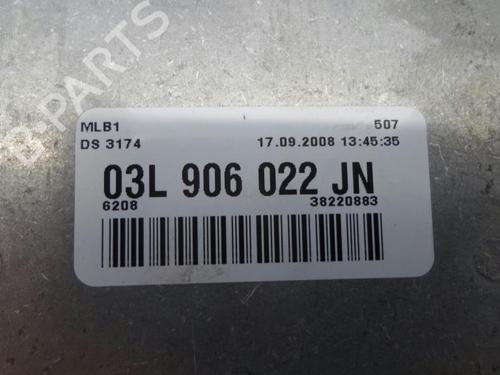 B-PARTS
MLB1 507
DS 3174 17.09.2008 13:45:35
03L 906 022 JN
6208 38220883